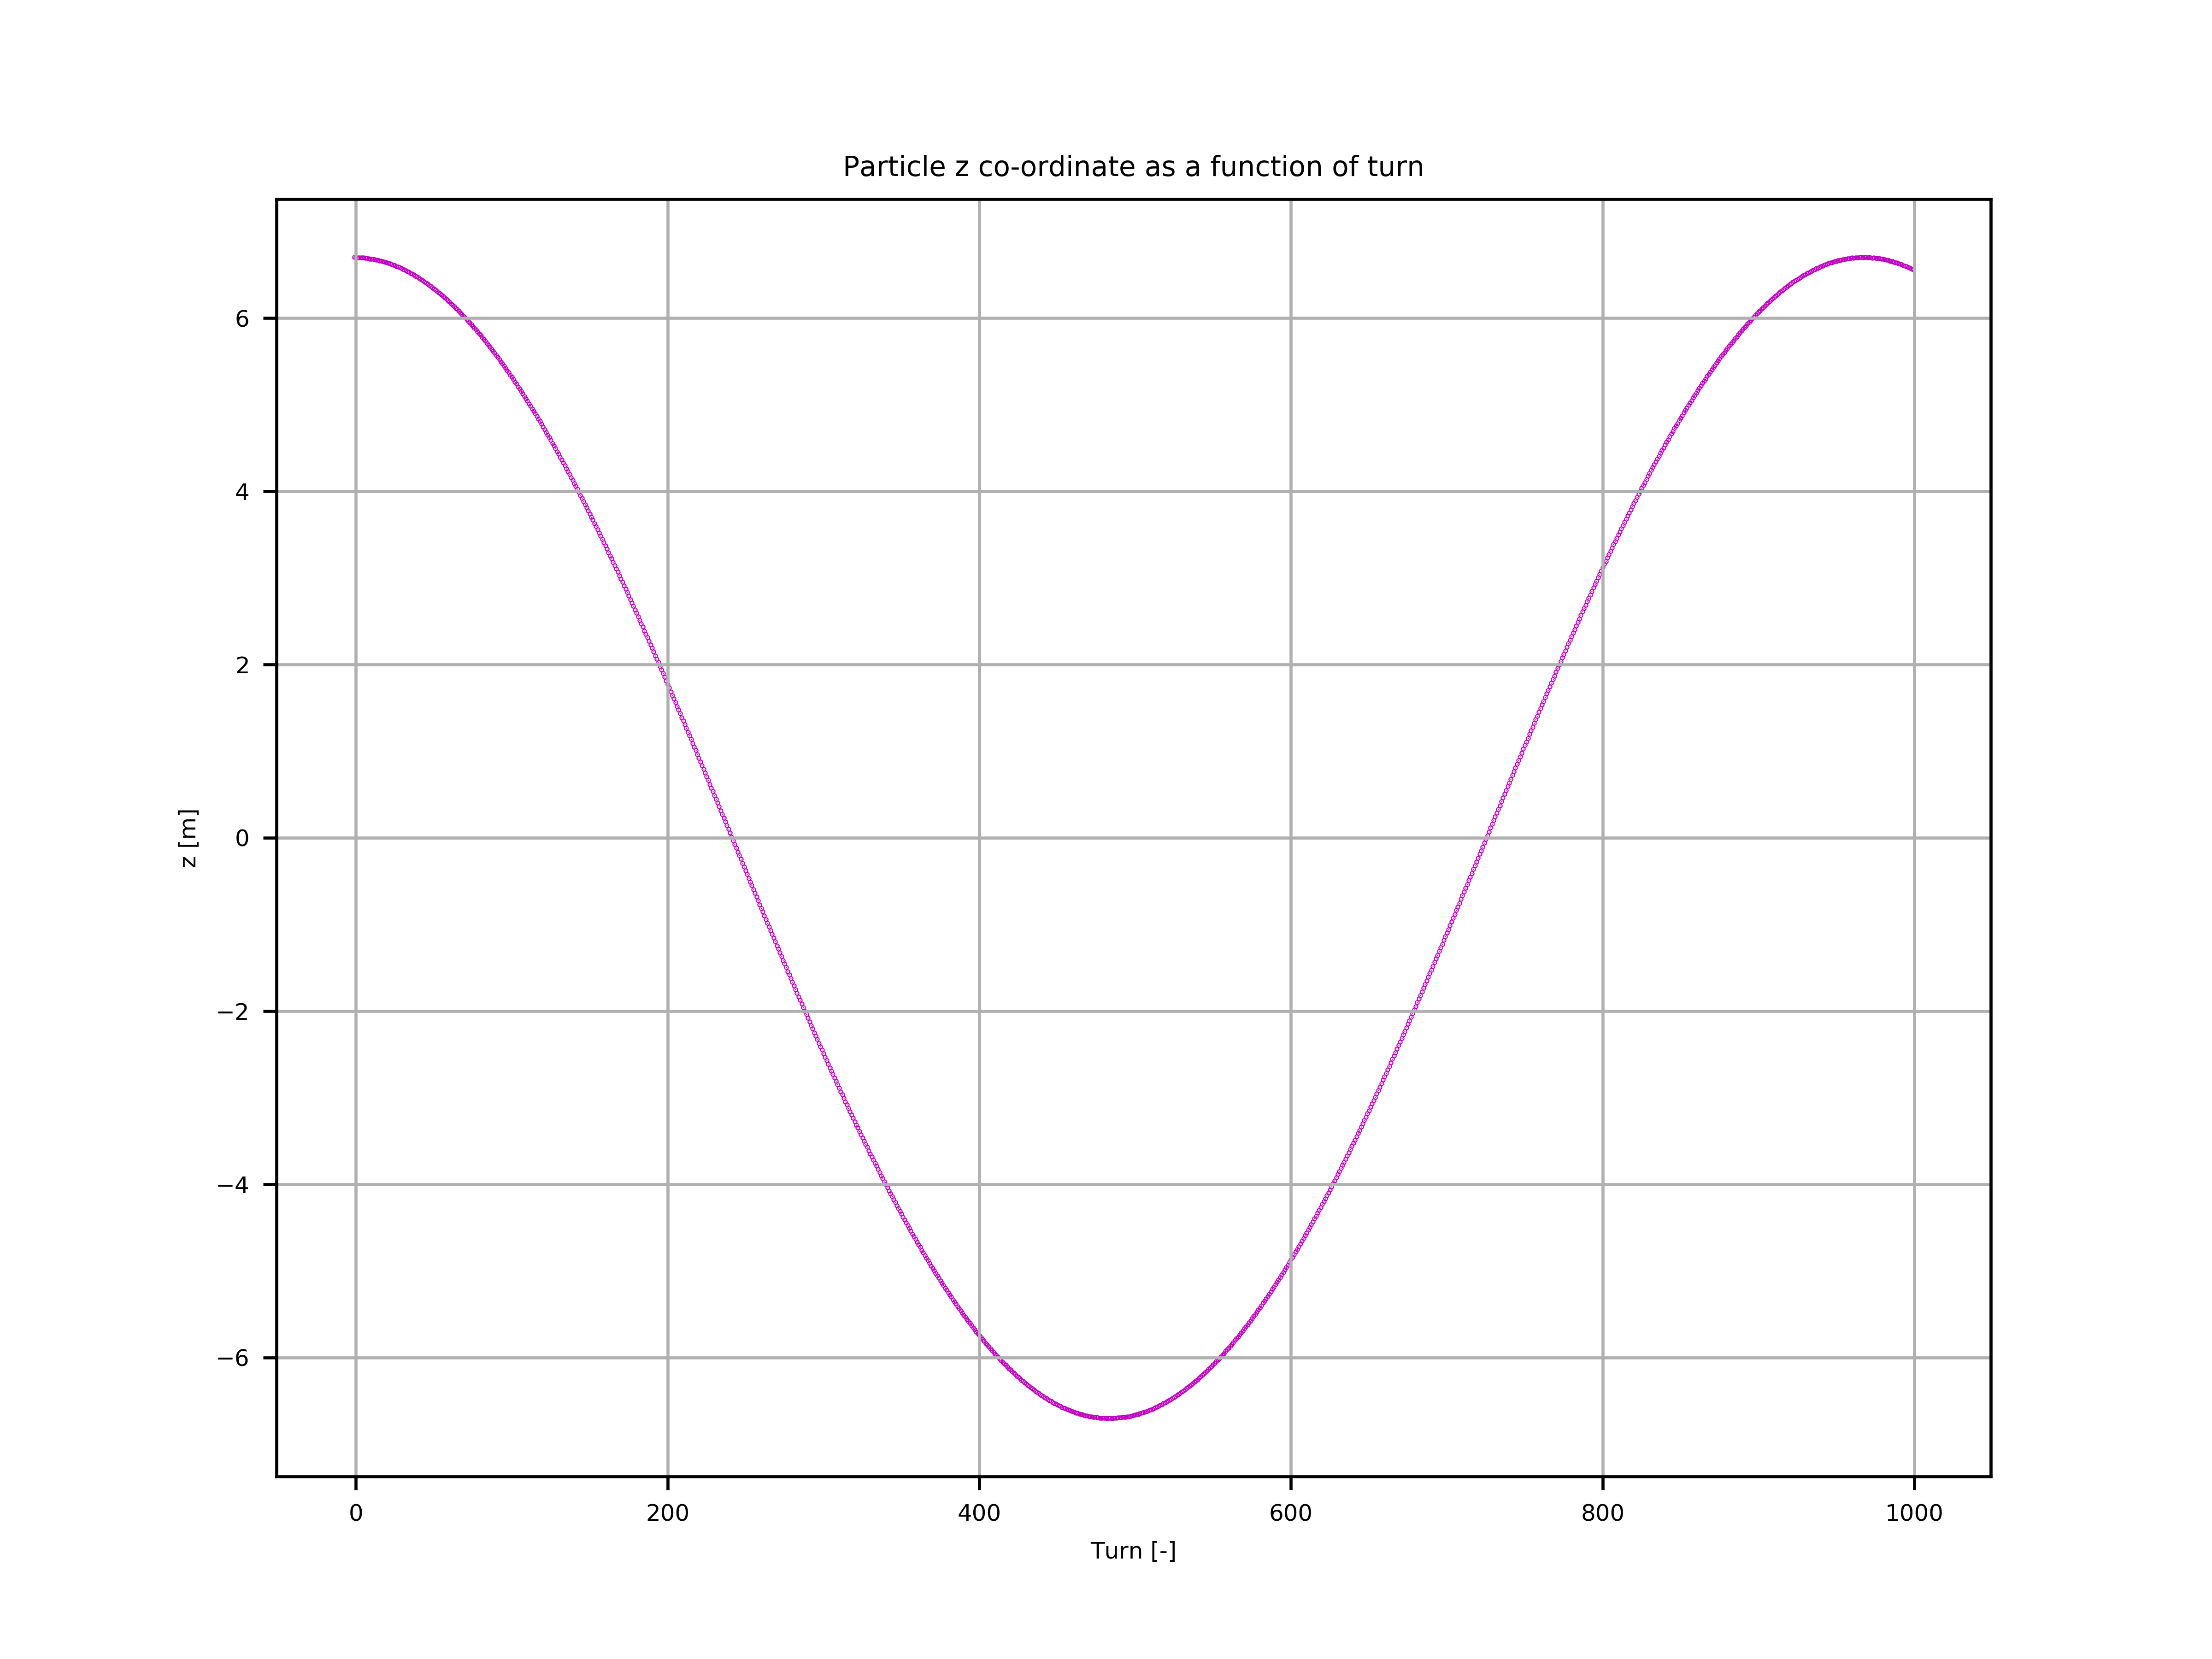 Particle z co-ordinate as a function of turn
z [m]
6
4
2
0
−2
−4
−6
0 200 400 600 800 1000
Turn [-]